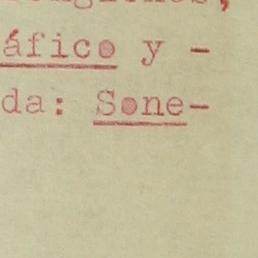 áfico y -
da: Sone-